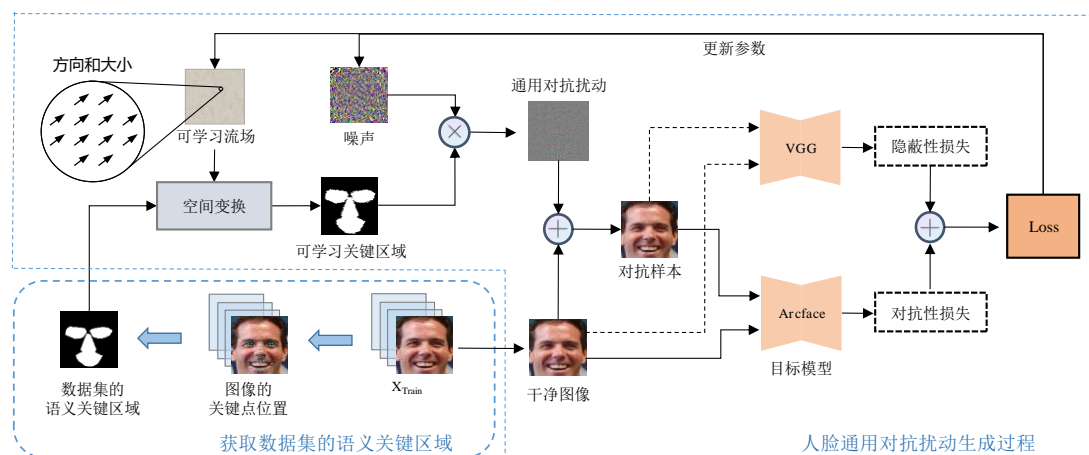 更新参数
方向和大小
可学习流场
噪声
通用对抗扰动
VGG
隐蔽性损失
空间变换
可学习关键区域
对抗样本
Loss
Arcface
对抗性损失
目标模型
数据集的
语义关键区域
图像的
关键点位置
XTrain
干净图像
获取数据集的语义关键区域
人脸通用对抗扰动生成过程